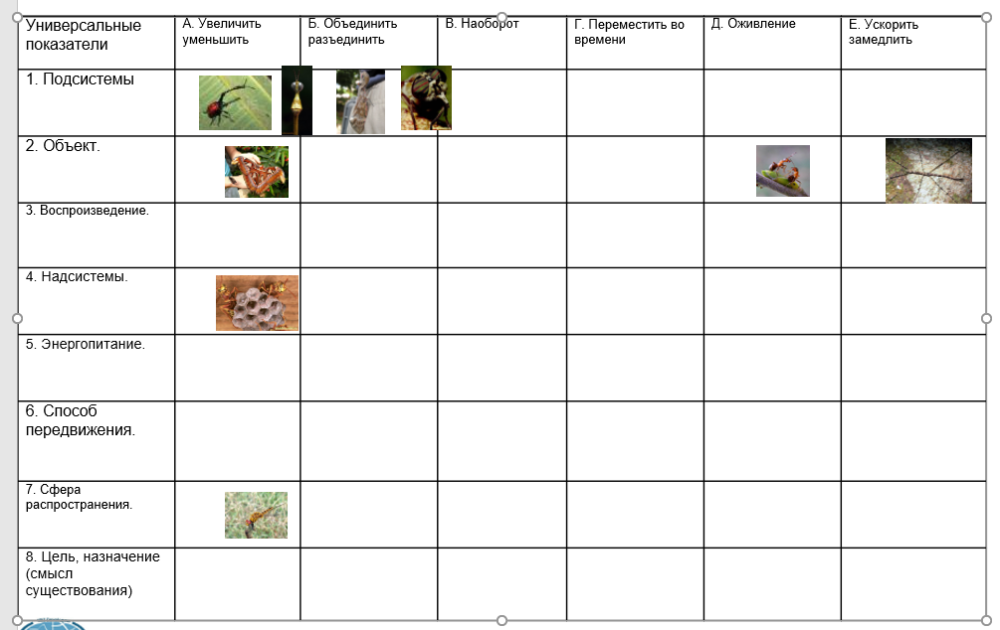 Универсальные
показатели
А. Увеличить
уменьшить
Б. Объединить
разъединить
В. Наоборот
Г. Переместить во
времени
Д. Оживление
Е. Ускорить
замедлить
1. Подсистемы
2. Объект.
3. Воспроизведение.
4. Надсистемы.
5. Энергопитание.
6. Способ
передвижения.
7. Сфера
распространения.
8. Цель, назначение
(смысл
существования)